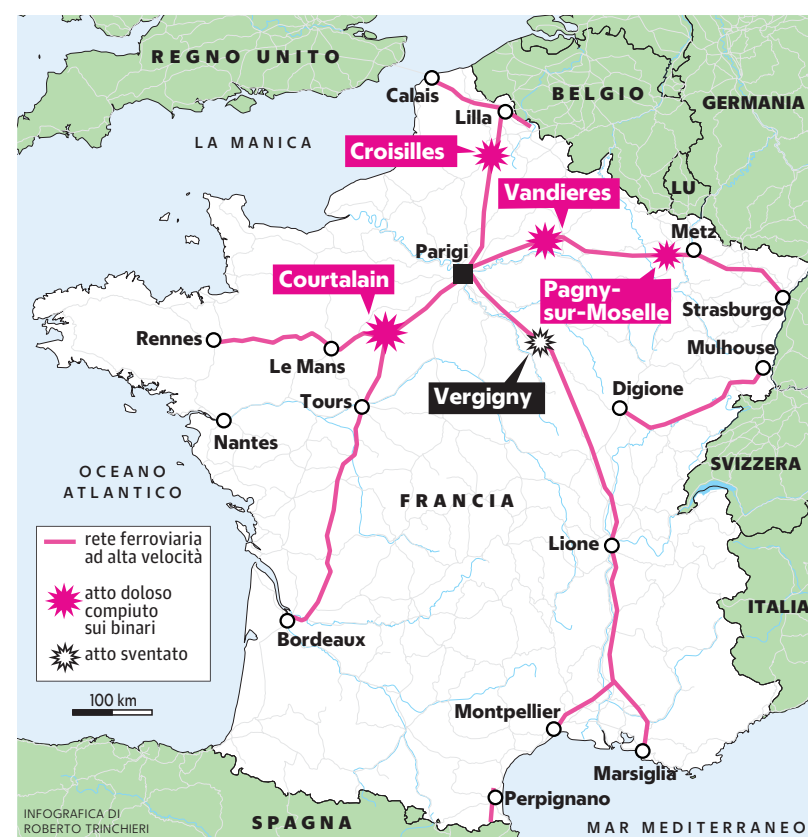 REGNO UNITO
Calais
BELGIO
Lilla
GERMANIA
LA MANICA
Croisilles
Vandieres
LU
Metz
Parigi
Courtalain
Pagny-
sur-Moselle
Strasburgo
Rennes
Le Mans
Mulhouse
Vergigny
Digione
Tours
Nantes
SVIZZERA
OCEANO
ATLANTICO
FRANCIA
rete ferroviaria
ad alta velocità
Lione
atto doloso
compiuto
sui binari
ITALIA
Bordeaux
atto sventato
100 km
Montpellier
Marsiglia
Perpignano
INFOGRAFICA DI
ROBERTO TRINCHIERI
SPAGNA
MAR MEDITERRANEO